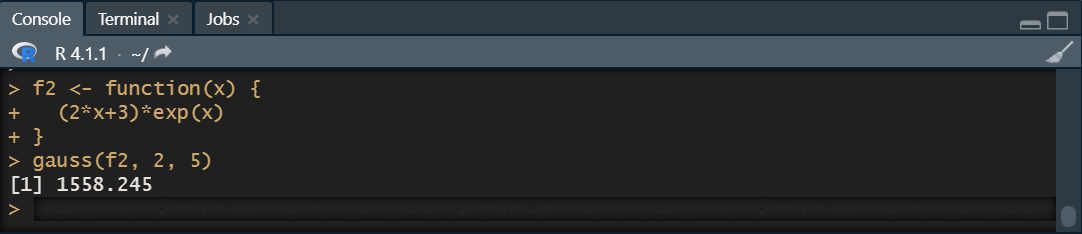 Console Terminal × Jobs ×
R R 4.1.1 · ~/
> f2 <- function(x) {
+   (2*x+3)*exp(x)
+ }
> gauss(f2, 2, 5)
[1] 1558.245
>